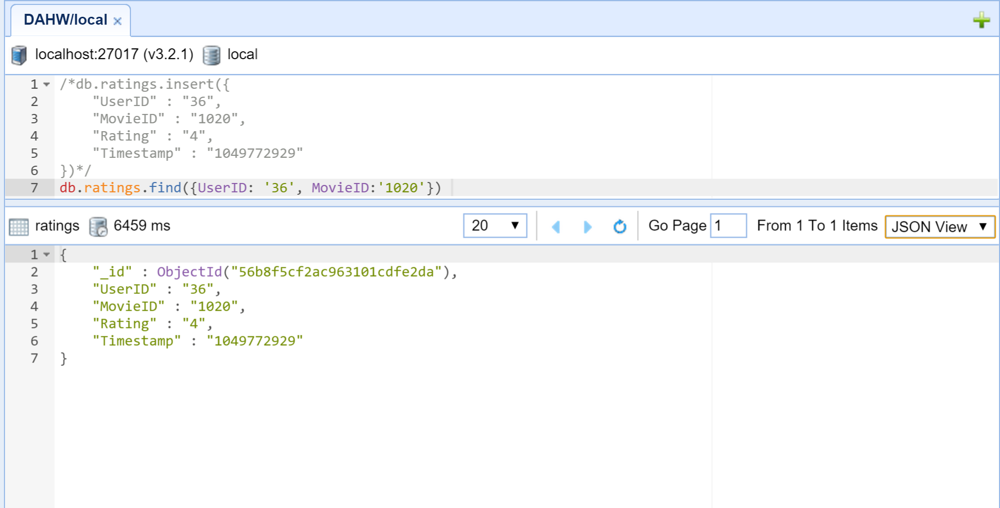 DAHW/local ×
localhost:27017 (v3.2.1) local
1 /*db.ratings.insert({
2     "UserID" : "36",
3     "MovieID" : "1020",
4     "Rating" : "4",
5     "Timestamp" : "1049772929"
6 })*/
7 db.ratings.find({UserID: '36', MovieID:'1020'})
ratings 6459 ms 20 ▼ Go Page 1 From 1 To 1 Items JSON View ▼
1 {
2     "_id" : ObjectId("56b8f5cf2ac963101cdfe2da"),
3     "UserID" : "36",
4     "MovieID" : "1020",
5     "Rating" : "4",
6     "Timestamp" : "1049772929"
7 }